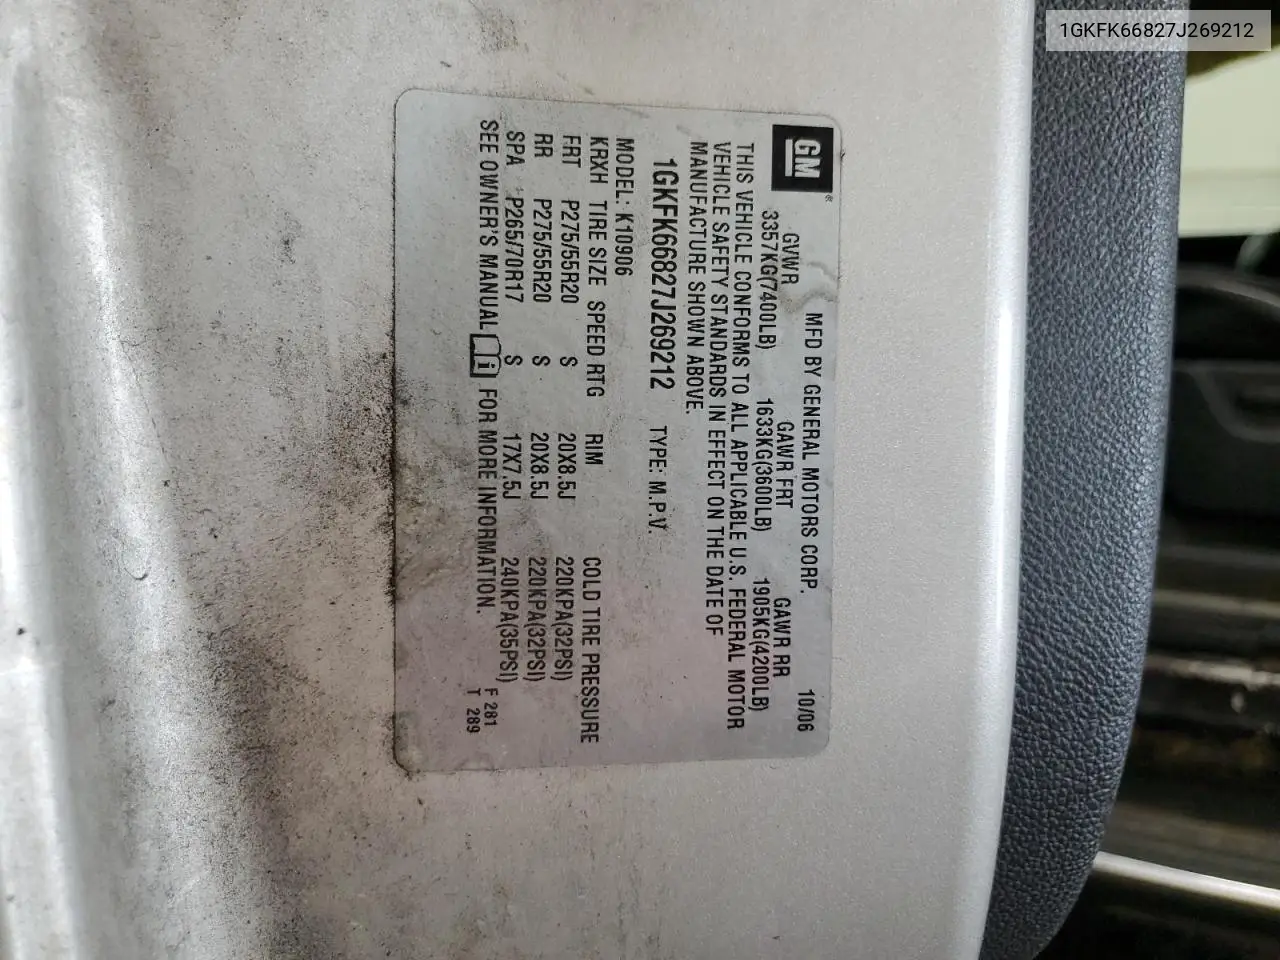 1GKFK66827J269212
GM®
MFD BY GENERAL MOTORS CORP. 10/06
GVWR GAWR FRT GAWR RR
3357KG(7400LB) 1633KG(3600LB) 1905KG(4200LB)
THIS VEHICLE CONFORMS TO ALL APPLICABLE U.S. FEDERAL MOTOR
VEHICLE SAFETY STANDARDS IN EFFECT ON THE DATE OF
MANUFACTURE SHOWN ABOVE.
1GKFK66827J269212 TYPE: M.P.V.
MODEL: K10906
KRXH TIRE SIZE SPEED RTG RIM COLD TIRE PRESSURE
FRT P275/55R20 S 20X8.5J 220KPA(32PSI)
RR P275/55R20 S 20X8.5J 220KPA(32PSI)
SPA P265/70R17 S 17X7.5J 240KPA(35PSI)
SEE OWNER'S MANUAL i FOR MORE INFORMATION.
F 281
T 289